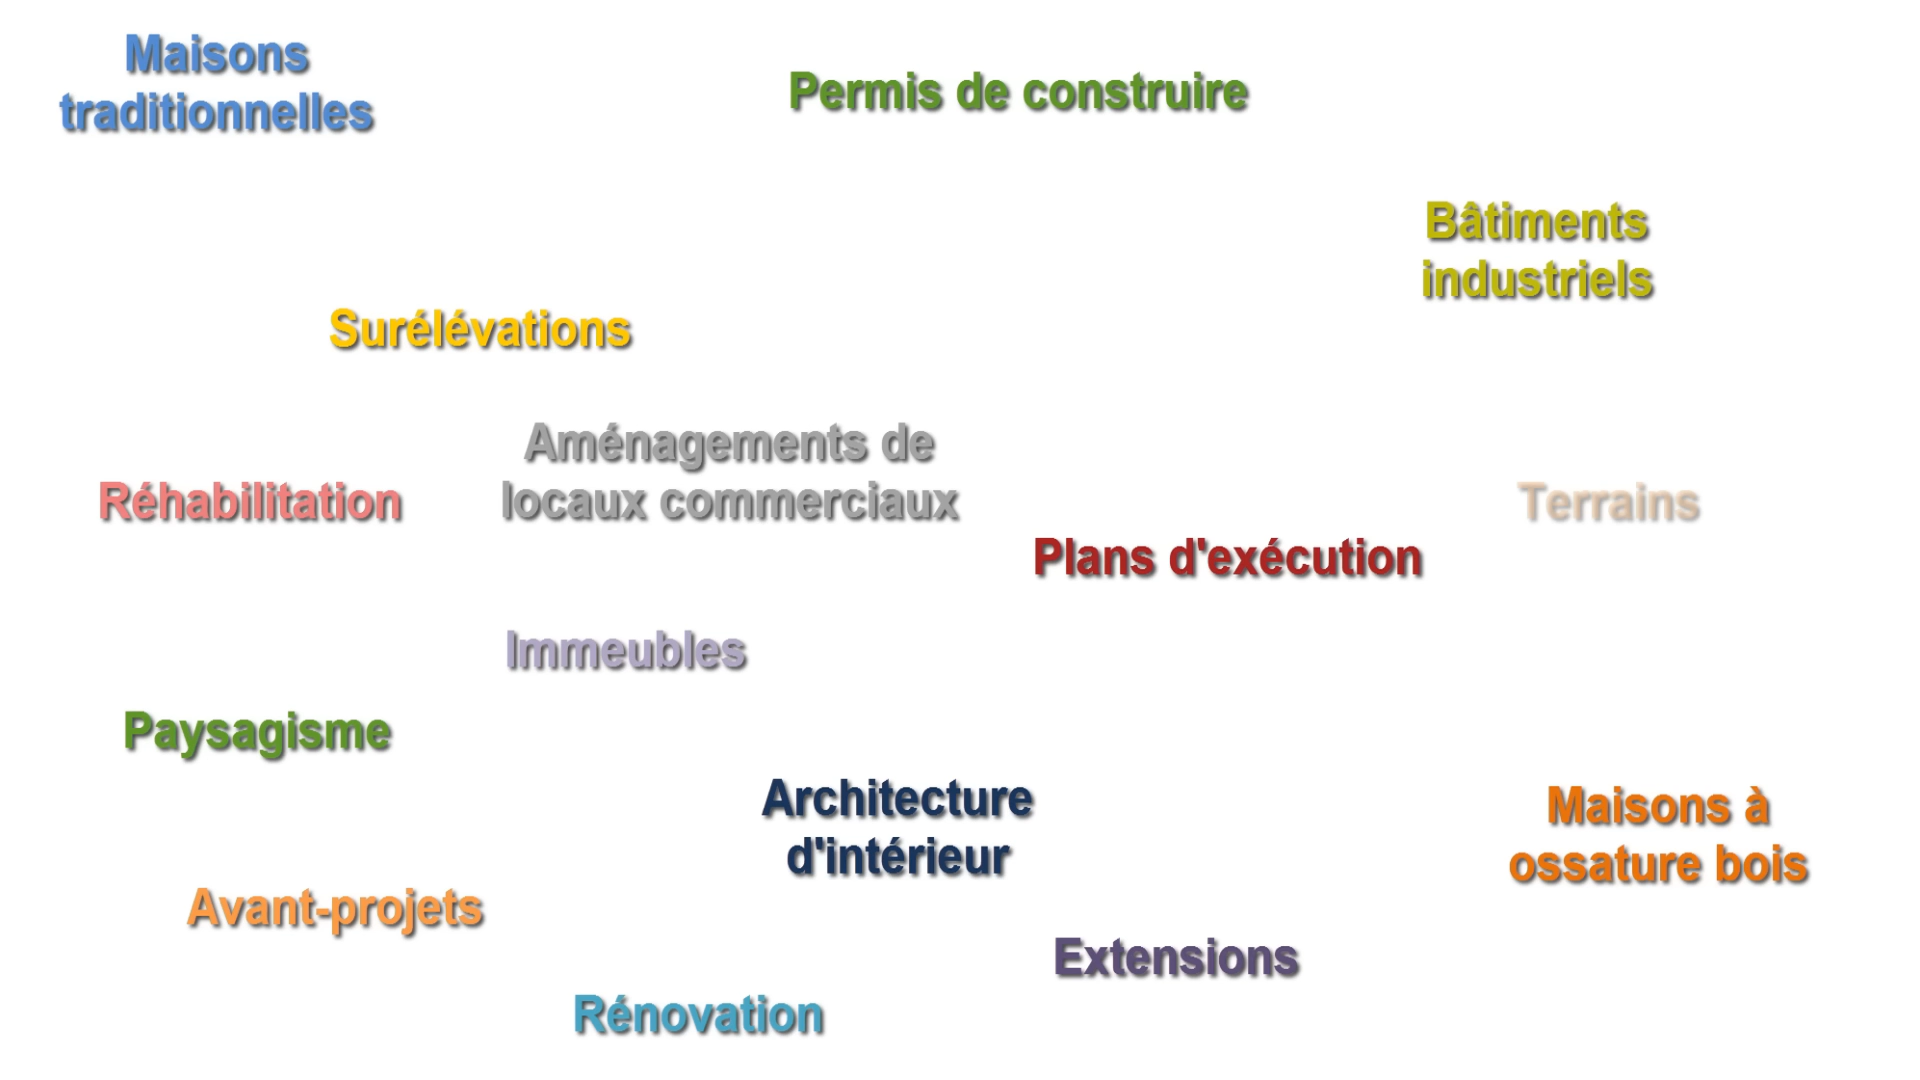 Maisons
traditionnelles
Permis de construire
Bâtiments
industriels
Surélévations
Aménagements de
locaux commerciaux
Réhabilitation
Terrains
Plans d'exécution
Immeubles
Paysagisme
Architecture
d'intérieur
Maisons à
ossature bois
Avant-projets
Extensions
Rénovation